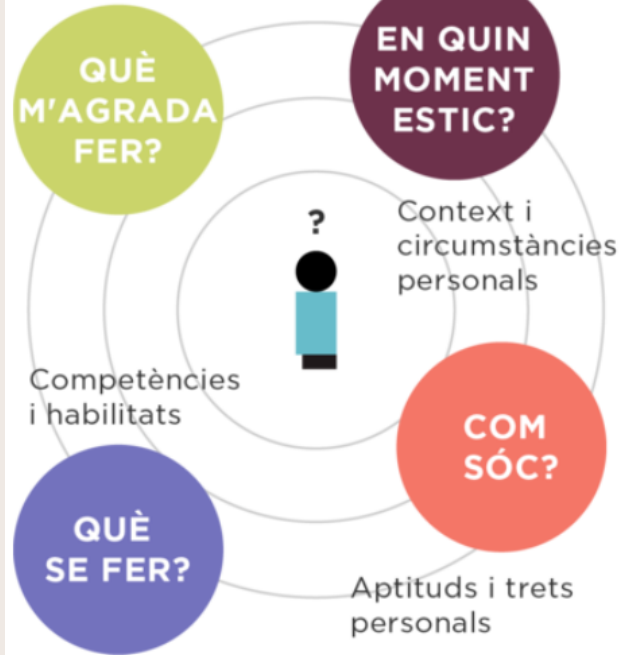 QUÈ
M'AGRADA
FER?
EN QUIN
MOMENT
ESTIC?
?
Context i
circumstàncies
personals
Competències
i habilitats
COM
SÓC?
QUÈ
SE FER?
Aptituds i trets
personals